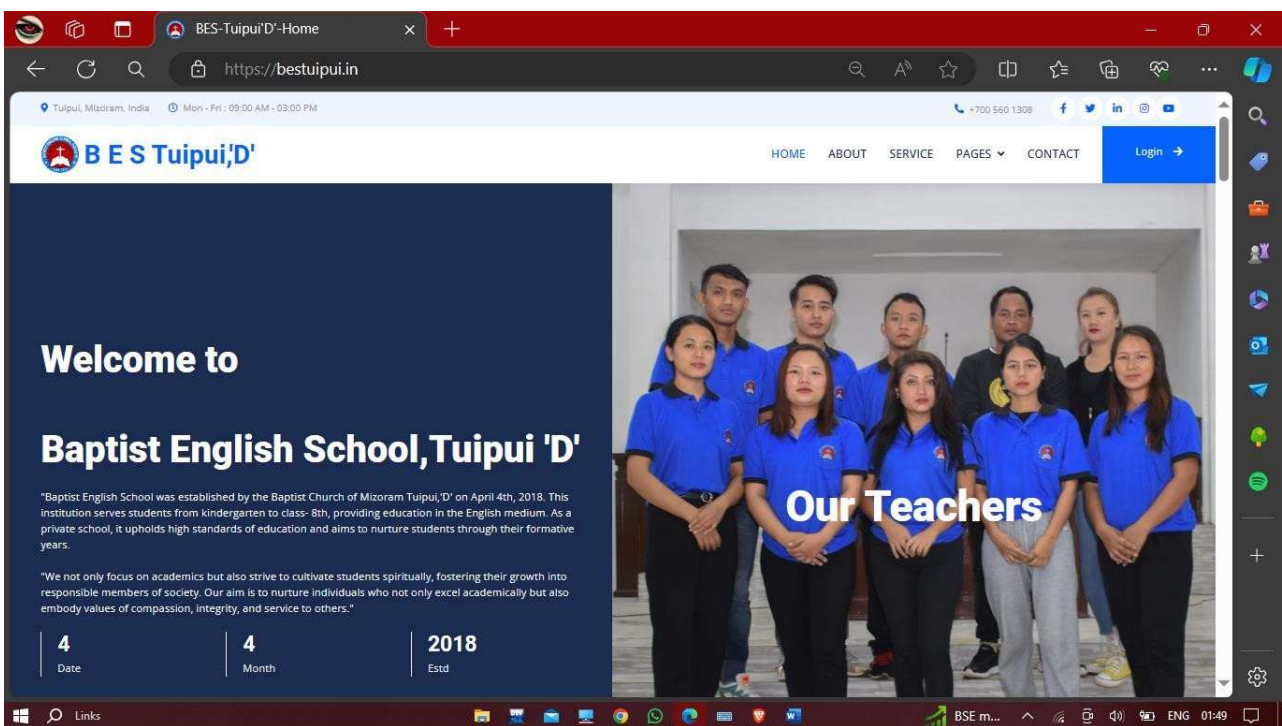 BES-Tuipui'D'-Home
https://bestuipui.in
Tuipui, Mizoram, India Mon - Fri : 09:00 AM - 03:00 PM
+700 560 1308
B E S Tuipui,'D'
HOME ABOUT SERVICE PAGES CONTACT Login
Welcome to
Baptist English School,Tuipui 'D'
"Baptist English School was established by the Baptist Church of Mizoram Tuipui,'D' on April 4th, 2018. This
institution serves students from kindergarten to class- 8th, providing education in the English medium. As a
private school, it upholds high standards of education and aims to nurture students through their formative
years.
"We not only focus on academics but also strive to cultivate students spiritually, fostering their growth into
responsible members of society. Our aim is to nurture individuals who not only excel academically but also
embody values of compassion, integrity, and service to others."
4 4 2018
Date Month Estd
Our Teachers
Links BSE m... ENG 01:49